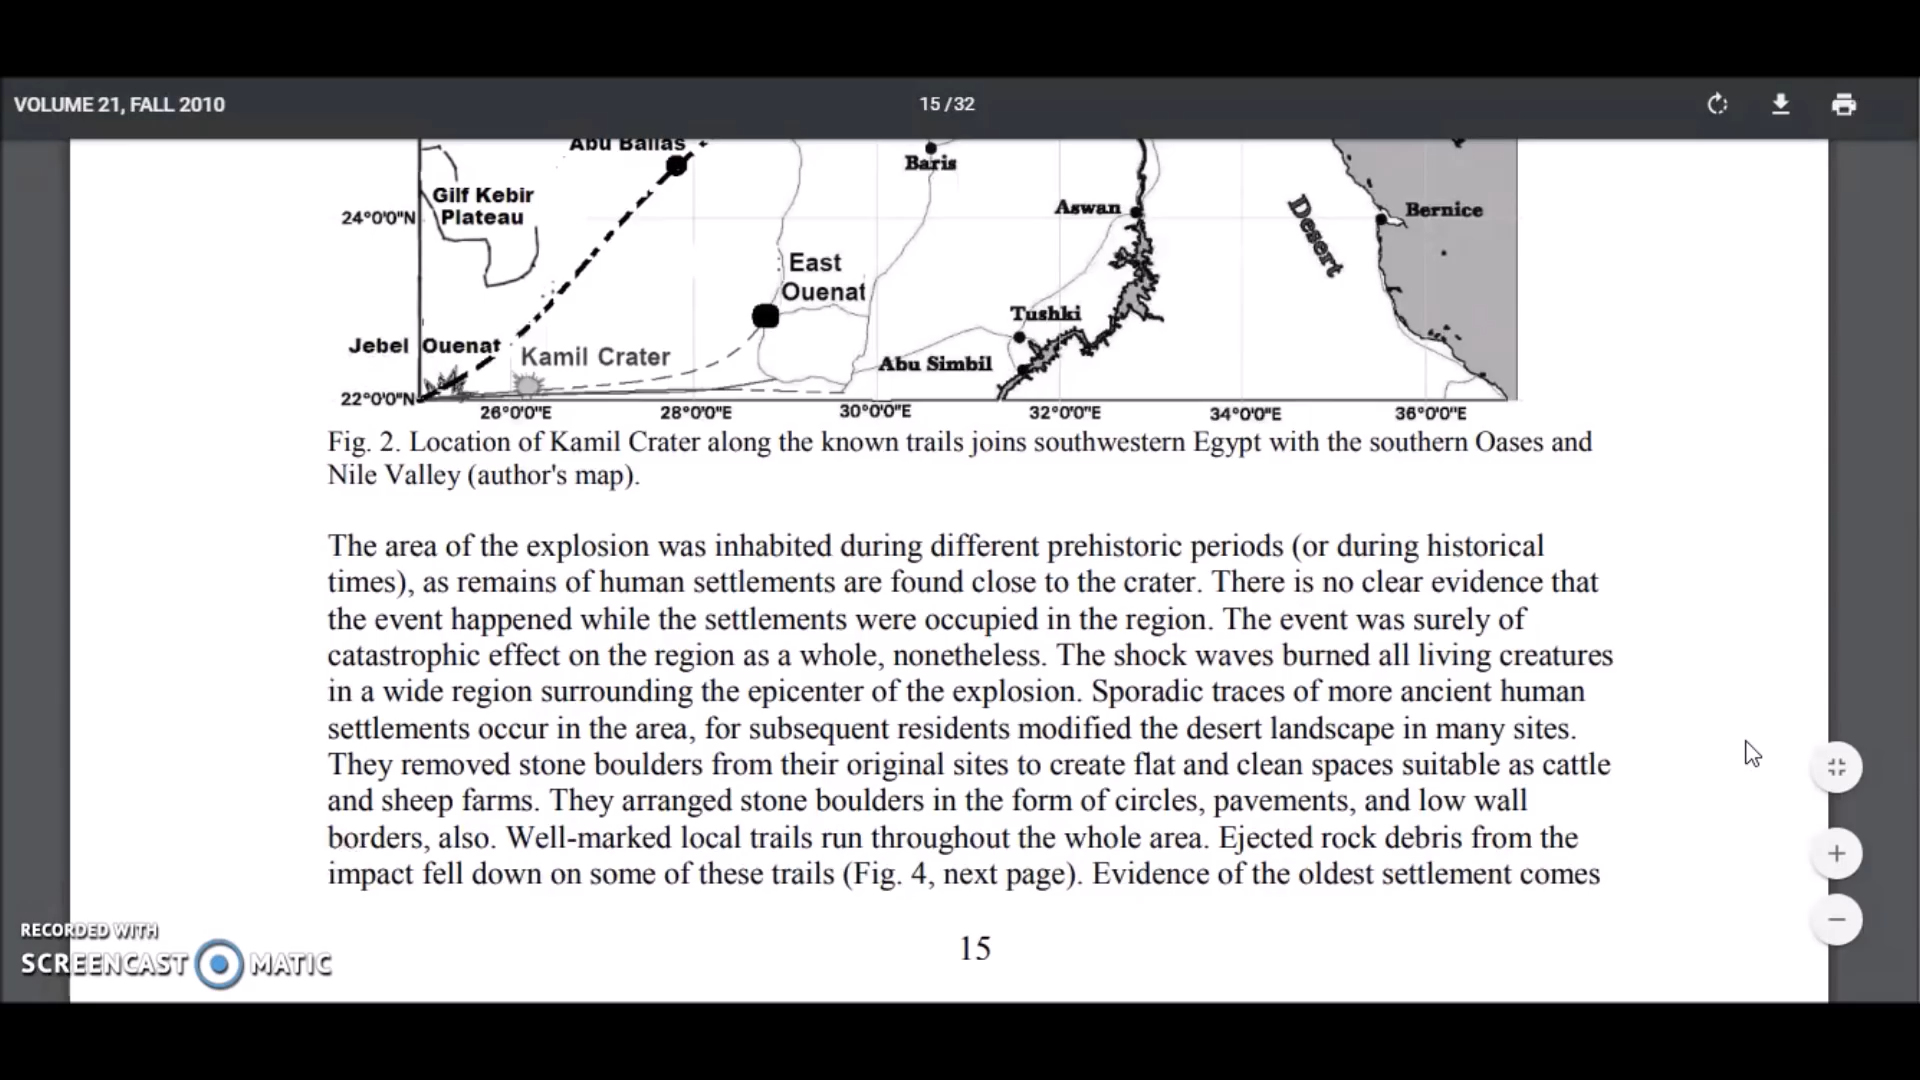 VOLUME 21, FALL 2010
15 / 32
Abu Ballas
Baris
Gilf Kebir
Plateau
24°0'0"N
Aswan
Desert
Bernice
East
Ouenat
Tushki
Jebel Ouenat
Kamil Crater
Abu Simbil
22°0'0"N
26°0'0"E 28°0'0"E 30°0'0"E 32°0'0"E 34°0'0"E 36°0'0"E
Fig. 2. Location of Kamil Crater along the known trails joins southwestern Egypt with the southern Oases and
Nile Valley (author's map).
The area of the explosion was inhabited during different prehistoric periods (or during historical
times), as remains of human settlements are found close to the crater. There is no clear evidence that
the event happened while the settlements were occupied in the region. The event was surely of
catastrophic effect on the region as a whole, nonetheless. The shock waves burned all living creatures
in a wide region surrounding the epicenter of the explosion. Sporadic traces of more ancient human
settlements occur in the area, for subsequent residents modified the desert landscape in many sites.
They removed stone boulders from their original sites to create flat and clean spaces suitable as cattle
and sheep farms. They arranged stone boulders in the form of circles, pavements, and low wall
borders, also. Well-marked local trails run throughout the whole area. Ejected rock debris from the
impact fell down on some of these trails (Fig. 4, next page). Evidence of the oldest settlement comes
15
RECORDED WITH
SCREENCAST MATIC